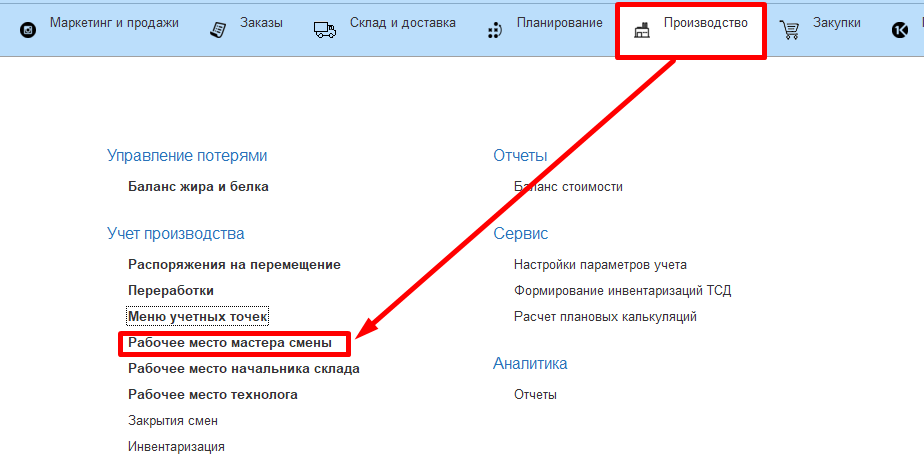 Маркетинг и продажи Заказы Склад и доставка Планирование Производство Закупки
Управление потерями
Баланс жира и белка
Учет производства
Распоряжения на перемещение
Переработки
Меню учетных точек
Рабочее место мастера смены
Рабочее место начальника склада
Рабочее место технолога
Закрытия смен
Инвентаризация
Отчеты
Баланс стоимости
Сервис
Настройки параметров учета
Формирование инвентаризаций ТСД
Расчет плановых калькуляций
Аналитика
Отчеты